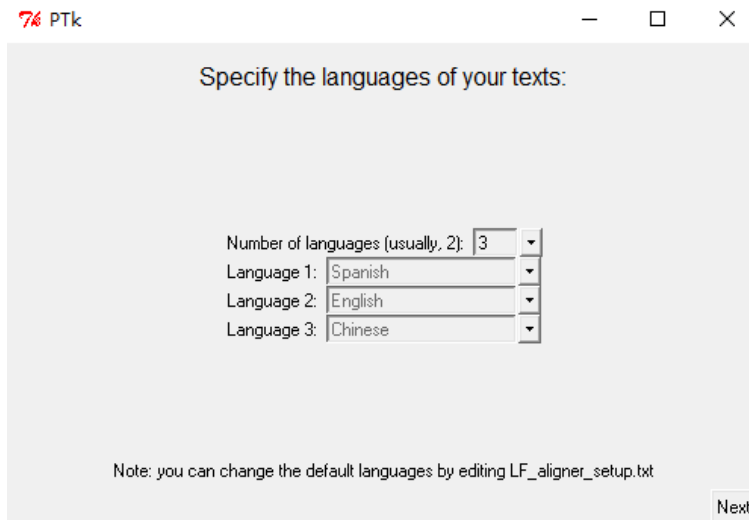 PTk
Specify the languages of your texts:
Number of languages (usually, 2): 3
Language 1: Spanish
Language 2: English
Language 3: Chinese
Note: you can change the default languages by editing LF_aligner_setup.txt
Next